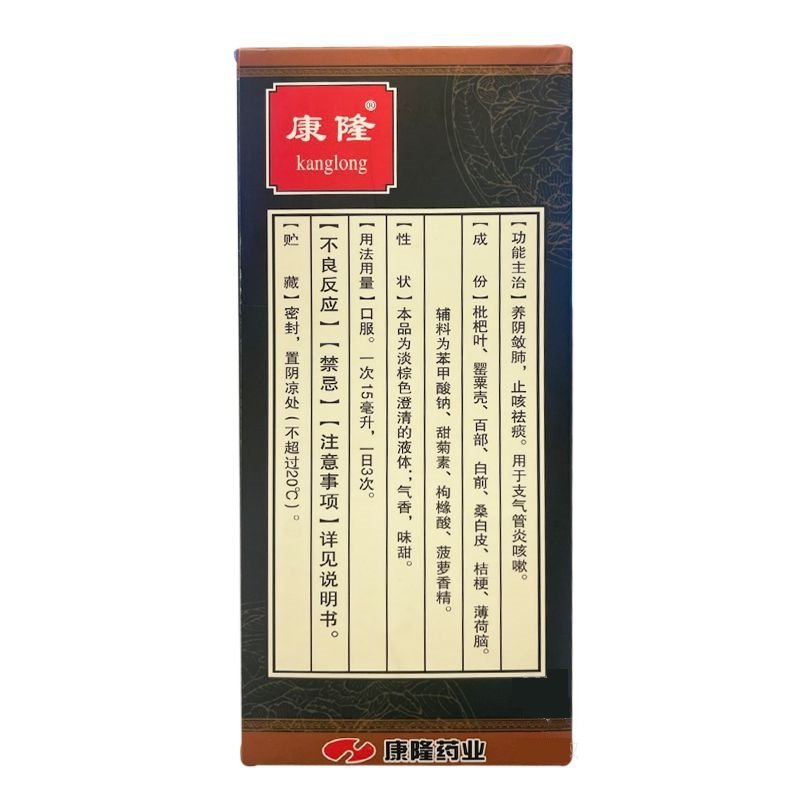 康隆®
kanglong
【功能主治】养阴敛肺，止咳祛痰。用于支气管炎咳嗽。
【成份】枇杷叶、罂粟壳、百部、白前、桑白皮、桔梗、薄荷脑。
辅料为苯甲酸钠、甜菊素、枸橼酸、菠萝香精。
【性状】本品为淡棕色澄清的液体；气香，味甜。
【用法用量】口服。一次15毫升，一日3次。
【不良反应】【禁忌】【注意事项】详见说明书。
【贮藏】密封，置阴凉处（不超过20℃）。
康隆药业